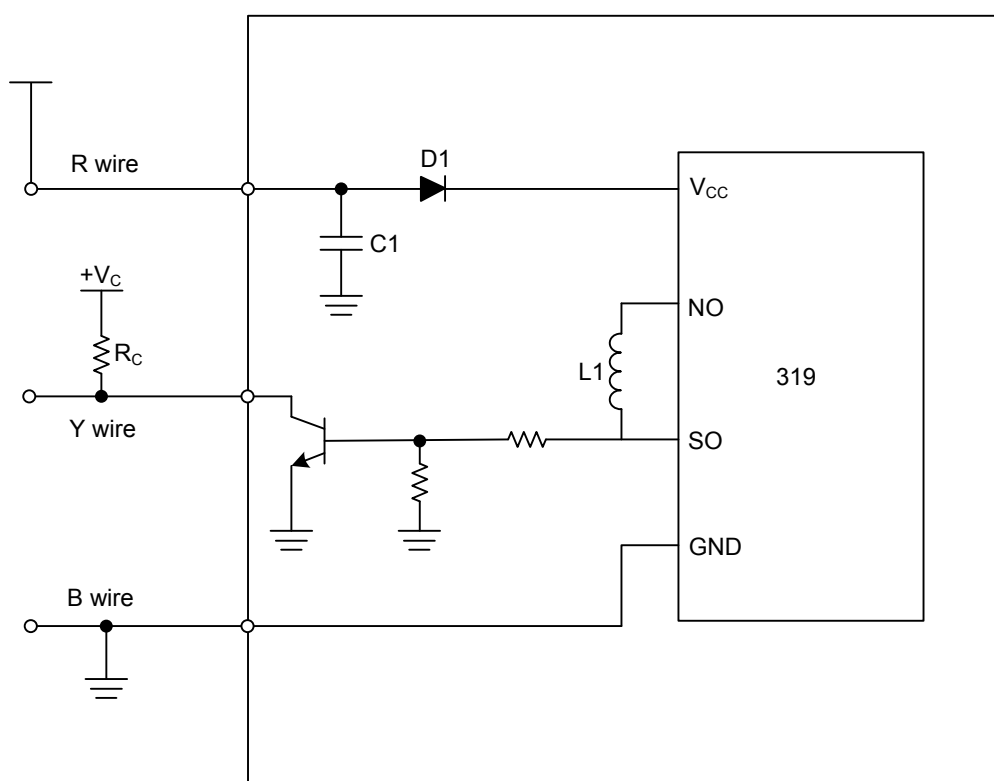 R wire
D1
V_CC
C1
+V_C
NO
R_C
L1
319
Y wire
SO
GND
B wire